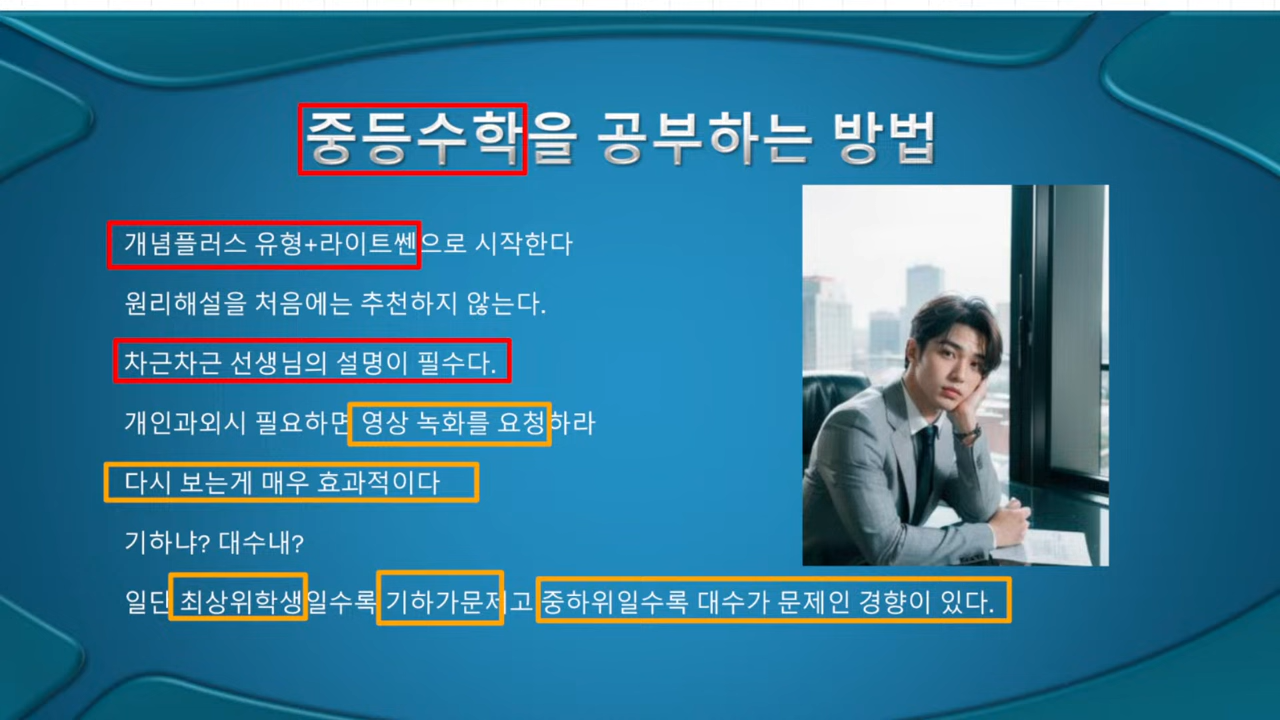 중등수학을 공부하는 방법
개념플러스 유형+라이트쎈으로 시작한다
원리해설을 처음에는 추천하지 않는다.
차근차근 선생님의 설명이 필수다.
개인과외시 필요하면 영상 녹화를 요청하라
다시 보는게 매우 효과적이다
기하냐? 대수내?
일단 최상위학생일수록 기하가문제고 중하위일수록 대수가 문제인 경향이 있다.